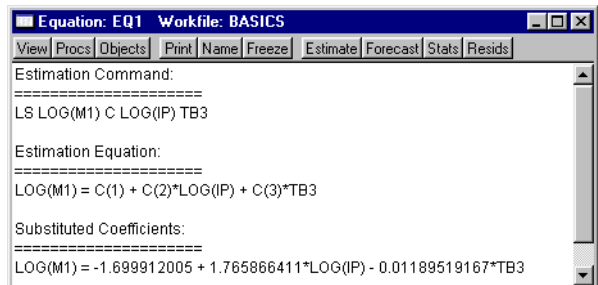 Equation: EQ1 Workfile: BASICS
View Procs Objects Print Name Freeze Estimate Forecast Stats Resids
Estimation Command:
=====================
LS LOG(M1) C LOG(IP) TB3
Estimation Equation:
=====================
LOG(M1) = C(1) + C(2)*LOG(IP) + C(3)*TB3
Substituted Coefficients:
=====================
LOG(M1) = -1.699912005 + 1.765866411*LOG(IP) - 0.01189519167*TB3